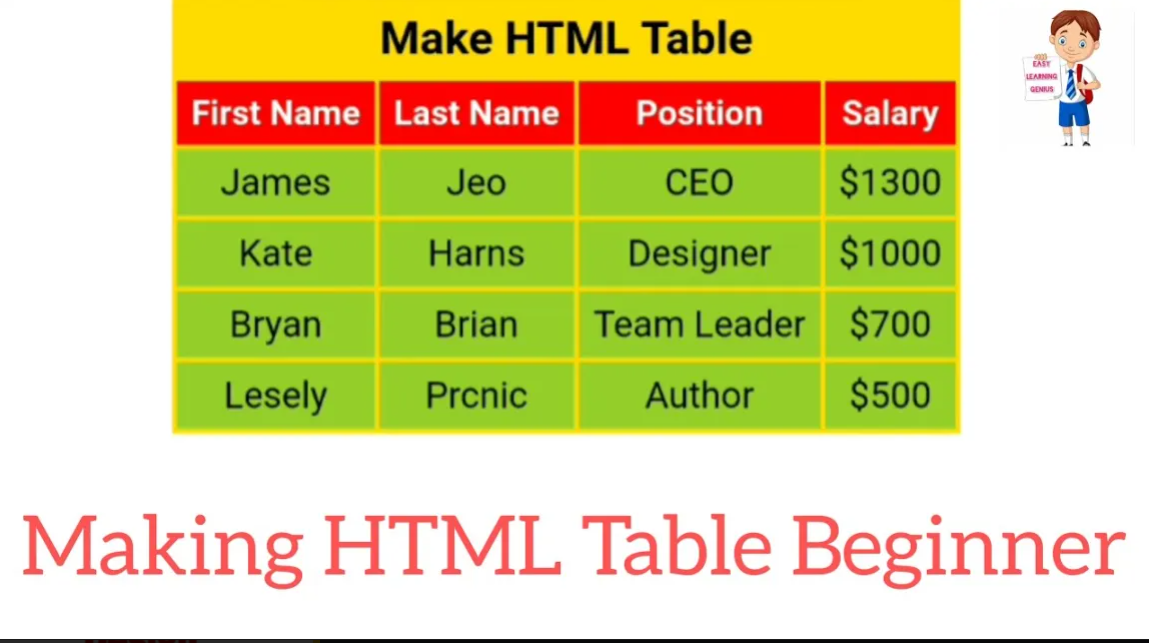 Make HTML Table
EASY
LEARNING
GENIUS
First Name Last Name Position Salary
James Jeo CEO $1300
Kate Harns Designer $1000
Bryan Brian Team Leader $700
Lesely Prcnic Author $500
Making HTML Table Beginner